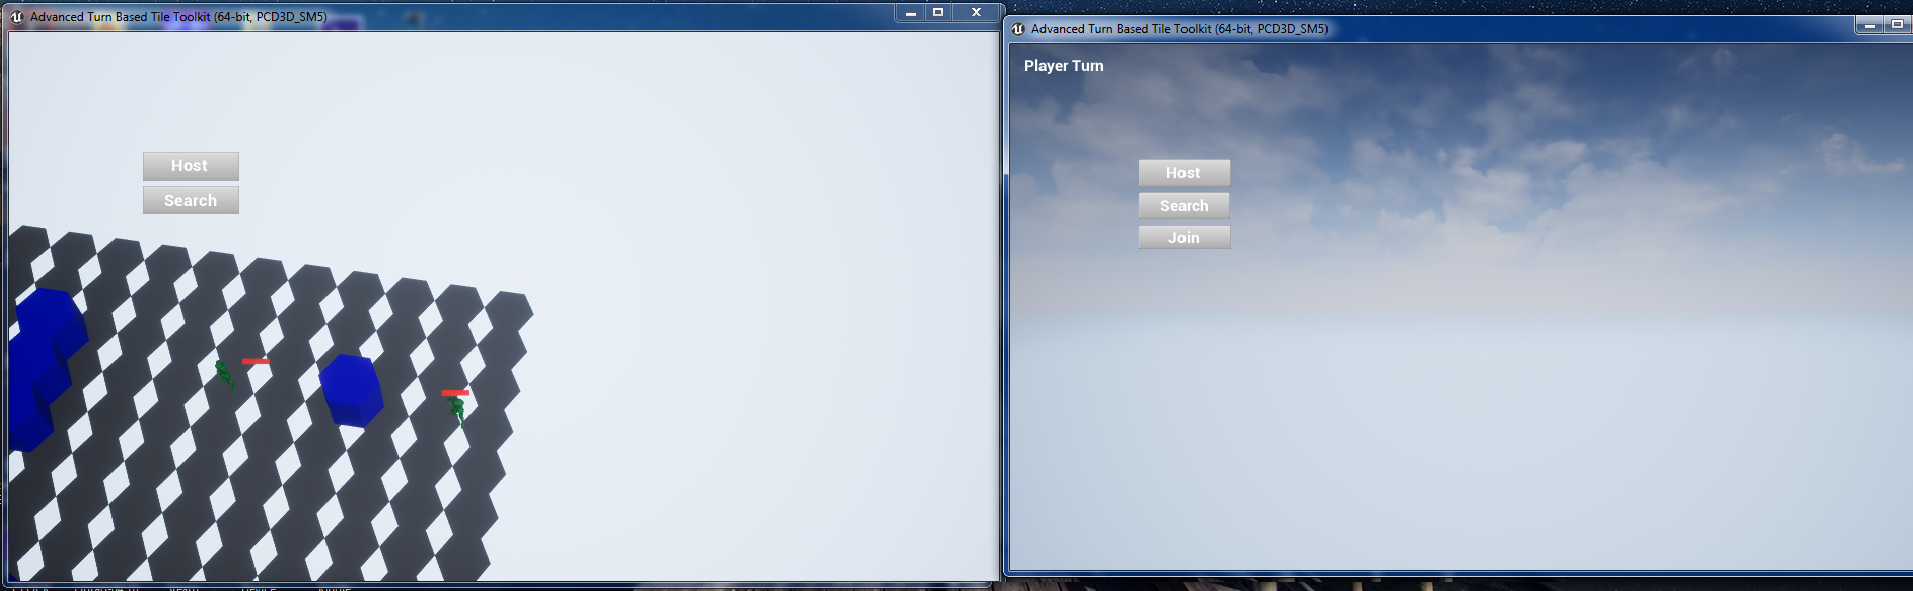 Advanced Turn Based Tile Toolkit (64-bit, PCD3D_SM5)
Host
Search
Advanced Turn Based Tile Toolkit (64-bit, PCD3D_SM5)
Player Turn
Host
Search
Join